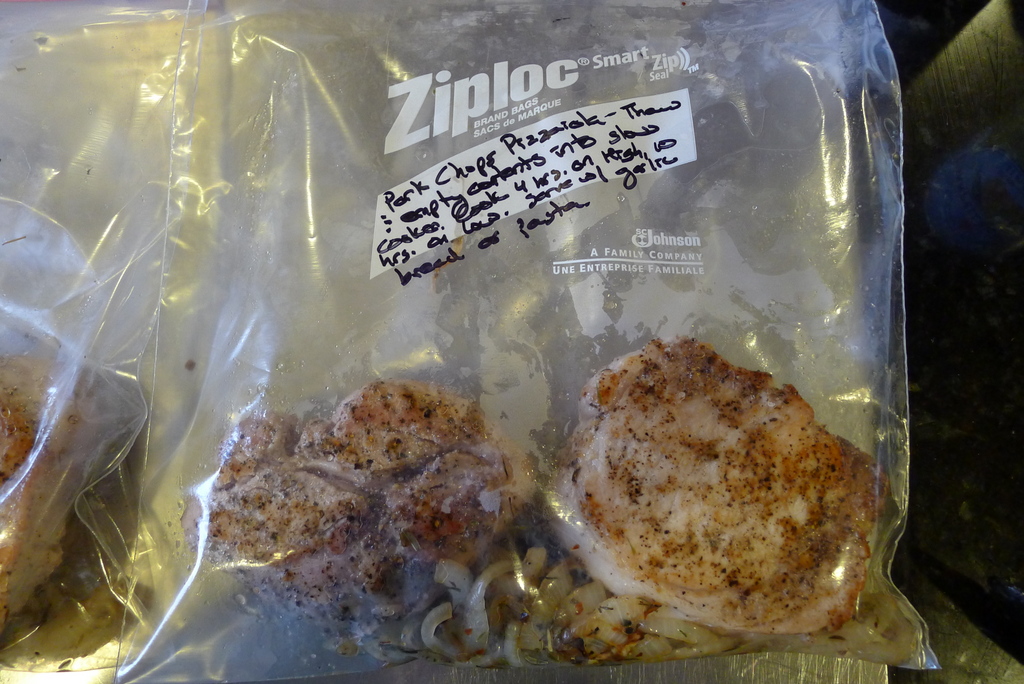 Ziploc® Smart Zip Seal™
BRAND BAGS
SACS de MARQUE
Pork Chops Pizzaiola - Thaw
: empty contents into slow
cooker. Cook 4 hrs. on High, 10
hrs. on low. Serve w/ garlic
bread or pasta.
SC Johnson
A FAMILY COMPANY
UNE ENTREPRISE FAMILIALE